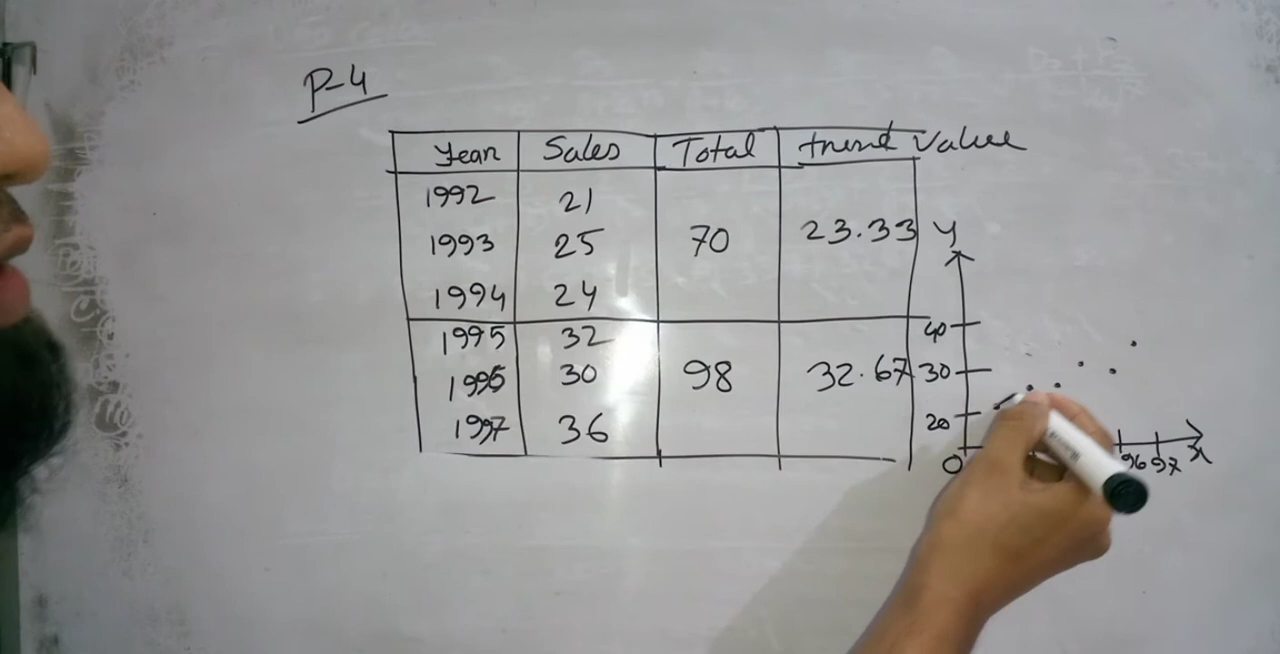 P-4
Year Sales Total trend value
1992 21
1993 25 70 23.33
1994 24
1995 32
1996 30 98 32.67
1997 36
y
40
30
20
0 96 97 x